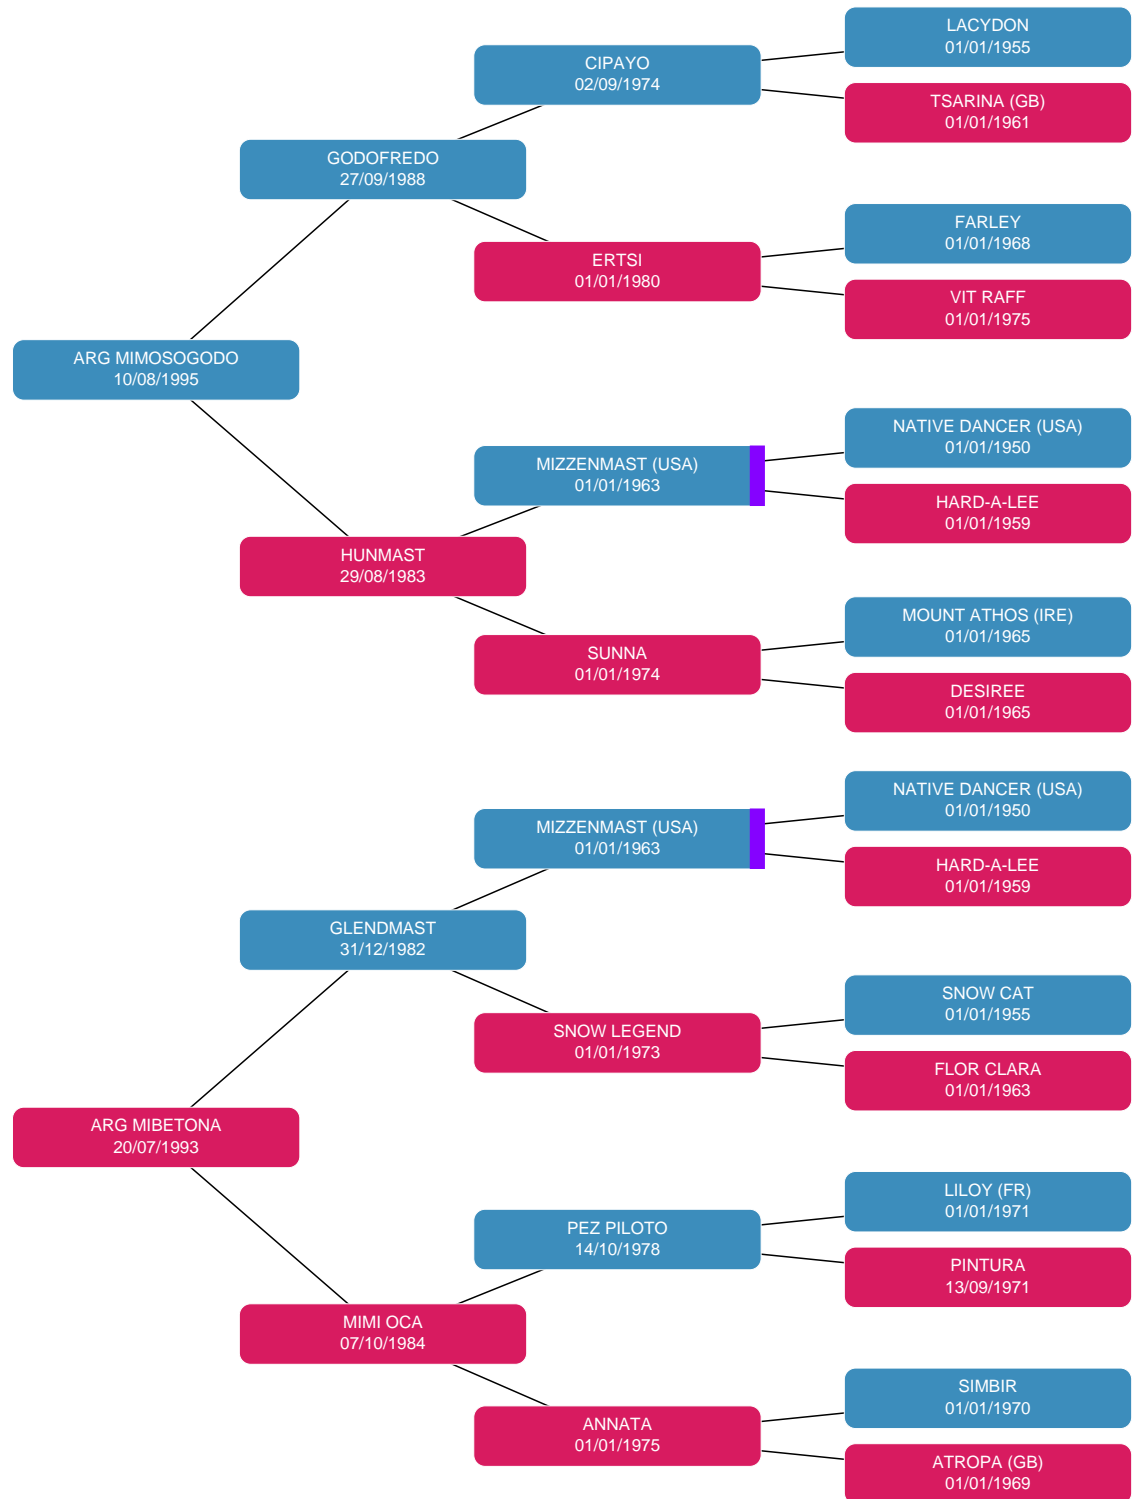 LACYDON
01/01/1955
CIPAYO
02/09/1974
TSARINA (GB)
01/01/1961
GODOFREDO
27/09/1988
FARLEY
01/01/1968
ERTSI
01/01/1980
VIT RAFF
01/01/1975
ARG MIMOSOGODO
10/08/1995
NATIVE DANCER (USA)
01/01/1950
MIZZENMAST (USA)
01/01/1963
HARD-A-LEE
01/01/1959
HUNMAST
29/08/1983
MOUNT ATHOS (IRE)
01/01/1965
SUNNA
01/01/1974
DESIREE
01/01/1965
NATIVE DANCER (USA)
01/01/1950
MIZZENMAST (USA)
01/01/1963
HARD-A-LEE
01/01/1959
GLENDMAST
31/12/1982
SNOW CAT
01/01/1955
SNOW LEGEND
01/01/1973
FLOR CLARA
01/01/1963
ARG MIBETONA
20/07/1993
LILOY (FR)
01/01/1971
PEZ PILOTO
14/10/1978
PINTURA
13/09/1971
MIMI OCA
07/10/1984
SIMBIR
01/01/1970
ANNATA
01/01/1975
ATROPA (GB)
01/01/1969